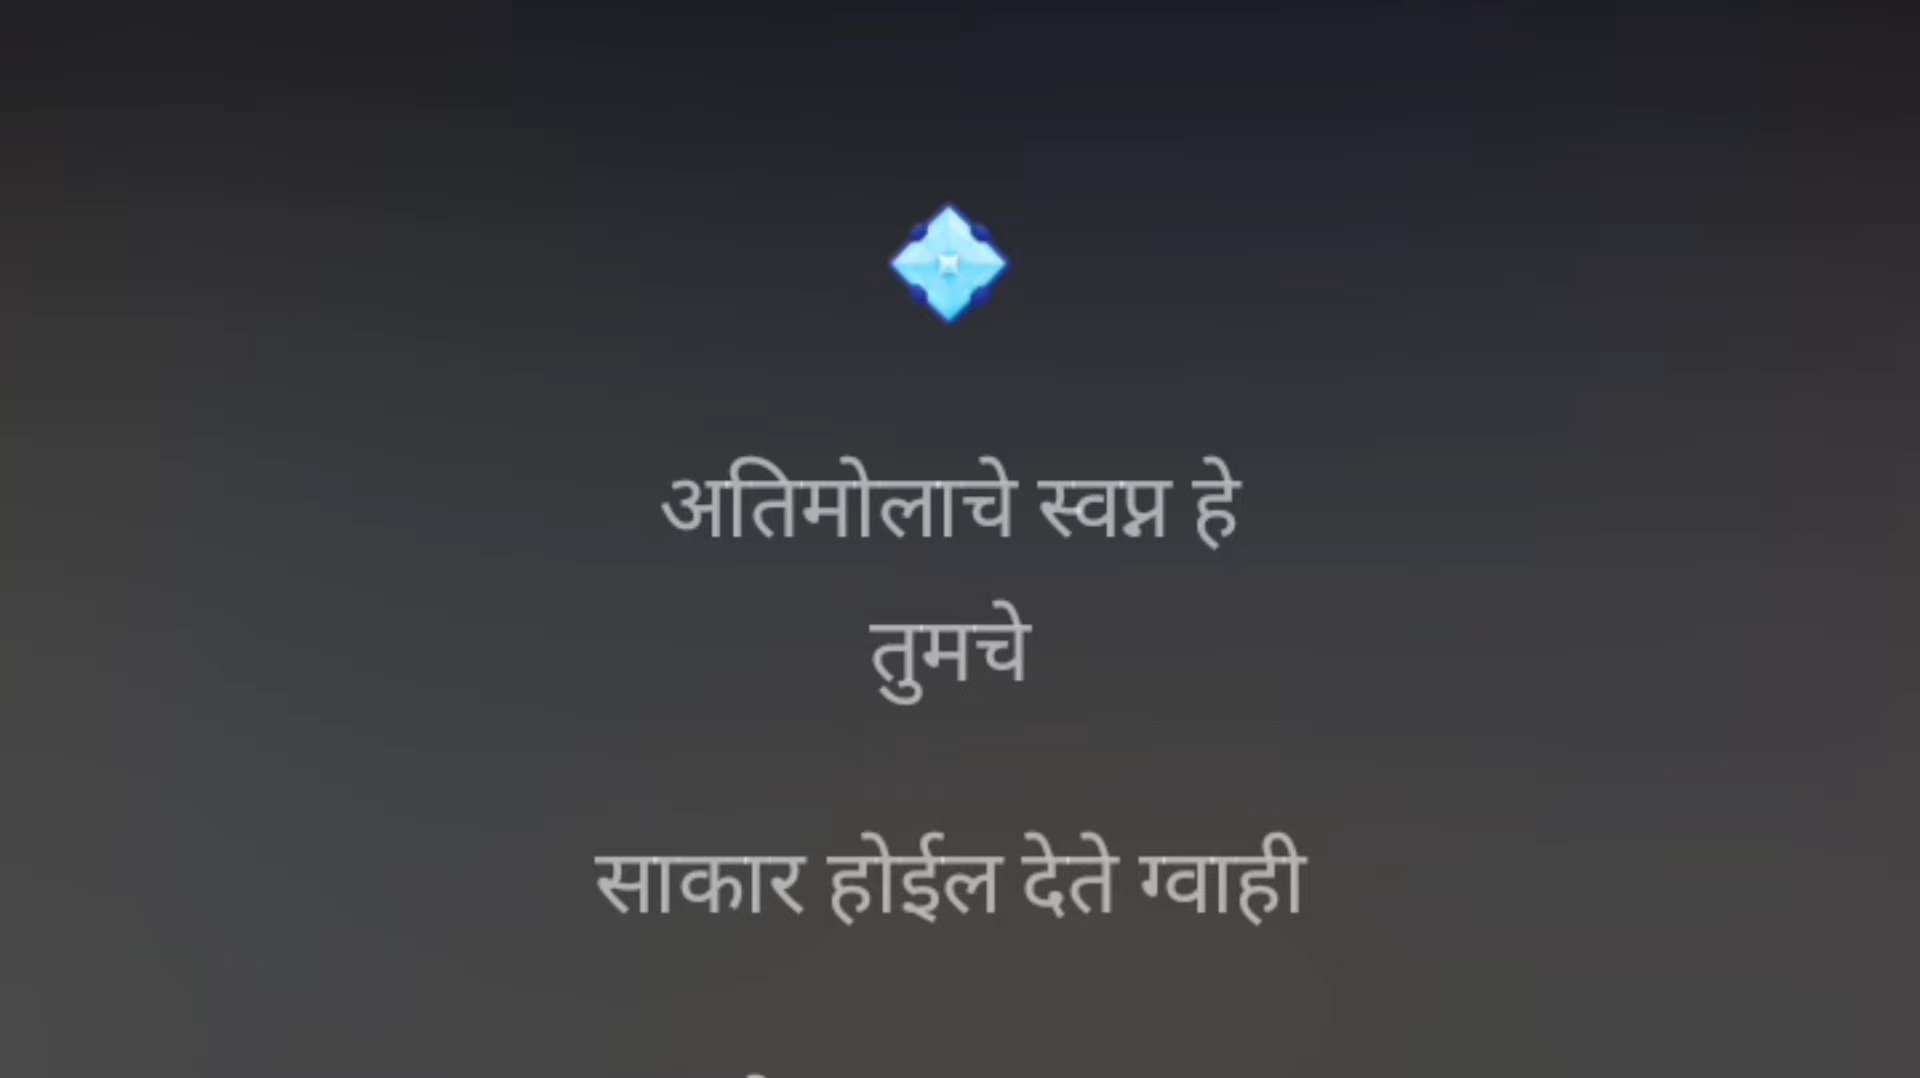 अतिमोलाचे स्वप्न हे
तुमचे
साकार होईल देते ग्वाही